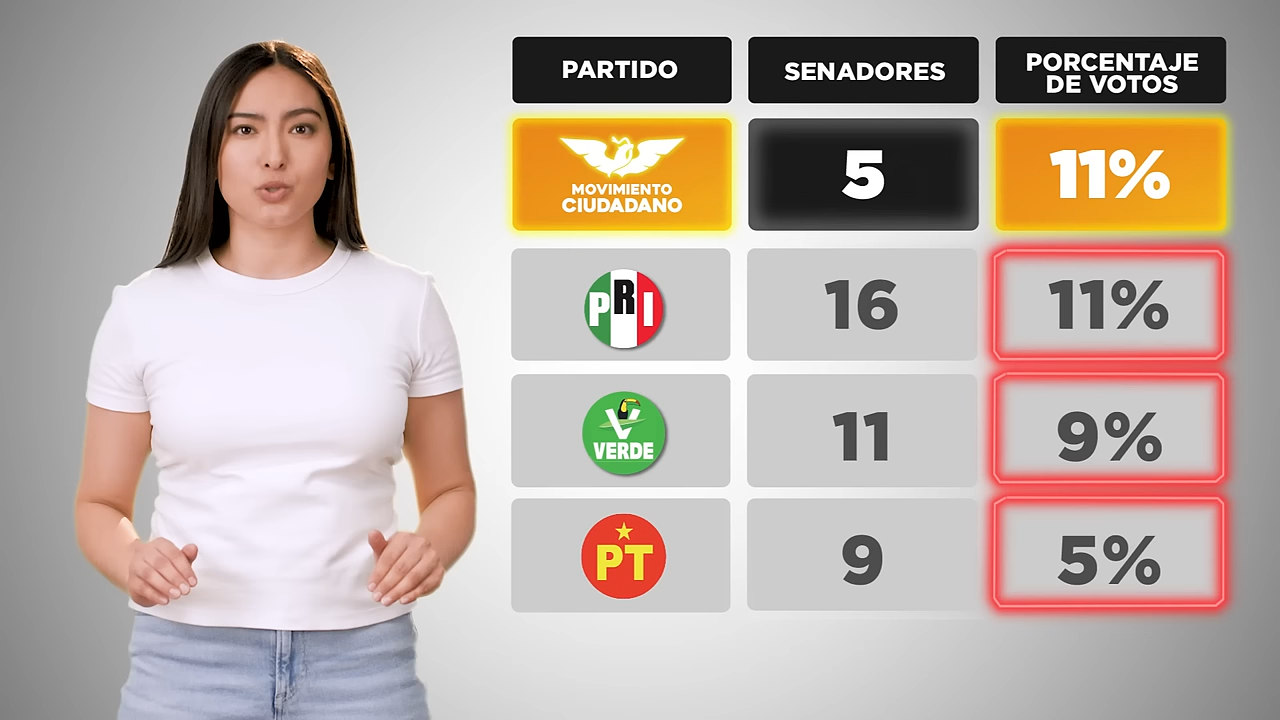 PARTIDO
SENADORES
PORCENTAJE
DE VOTOS
MOVIMIENTO
CIUDADANO
5
11%
PRI
16
11%
VERDE
11
9%
PT
9
5%